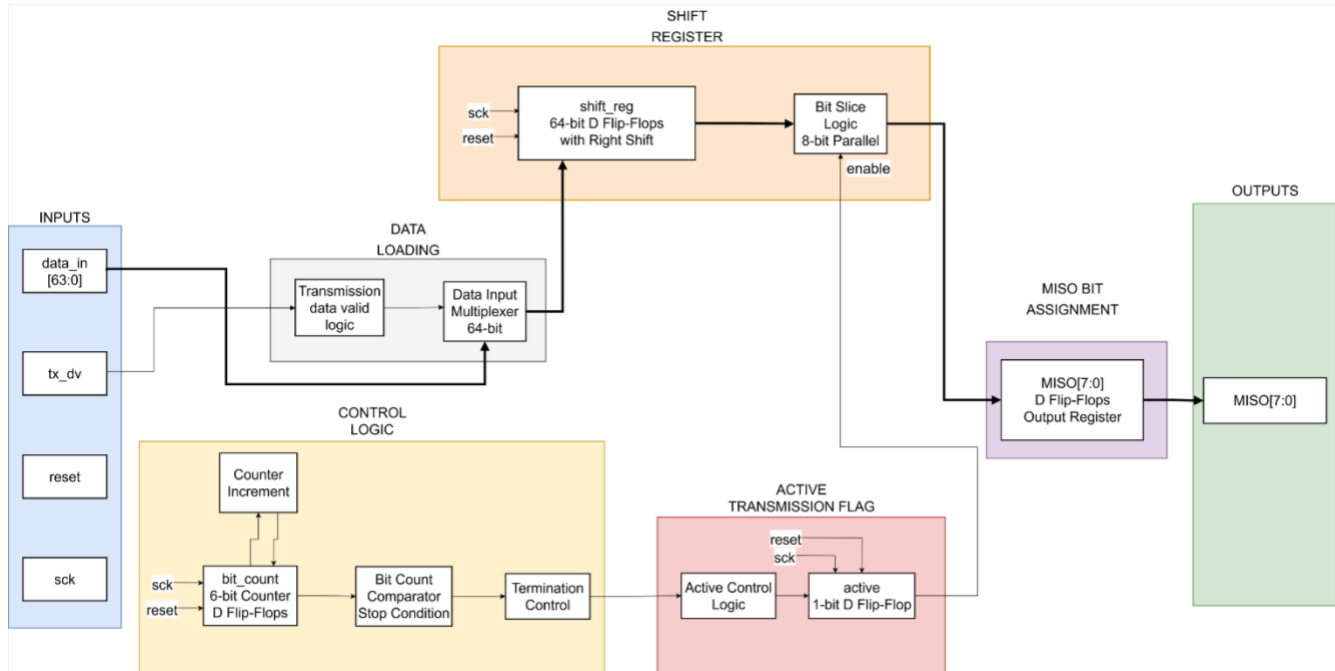 SHIFT
REGISTER
sck
reset
shift_reg
64-bit D Flip-Flops
with Right Shift
Bit Slice
Logic
8-bit Parallel
enable
INPUTS
data_in
[63:0]
tx_dv
reset
sck
DATA
LOADING
Transmission
data valid
logic
Data Input
Multiplexer
64-bit
CONTROL
LOGIC
Counter
Increment
sck
reset
bit_count
6-bit Counter
D Flip-Flops
Bit Count
Comparator
Stop Condition
Termination
Control
ACTIVE
TRANSMISSION FLAG
reset
sck
Active Control
Logic
active
1-bit D Flip-Flop
MISO BIT
ASSIGNMENT
MISO[7:0]
D Flip-Flops
Output Register
OUTPUTS
MISO[7:0]